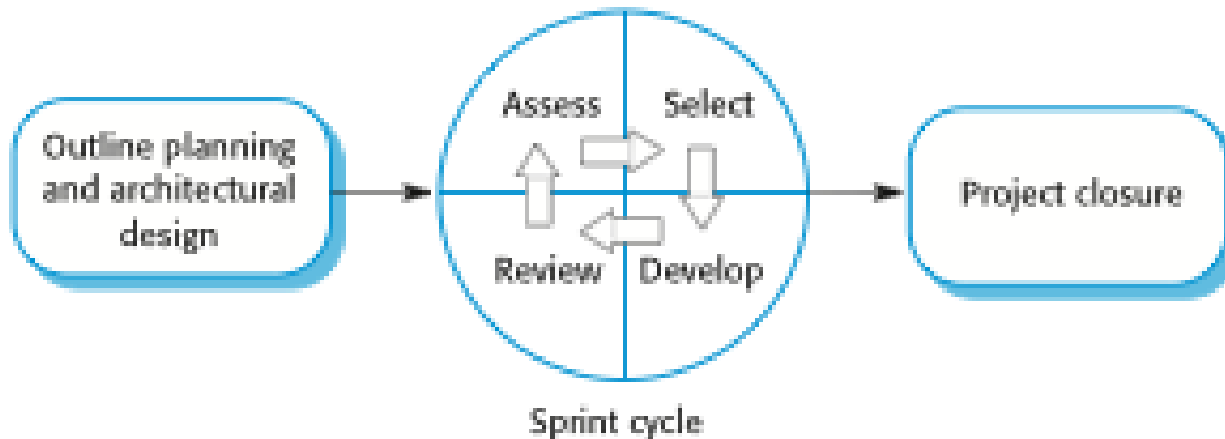 Outline planning
and architectural
design
Assess
Select
Review
Develop
Sprint cycle
Project closure